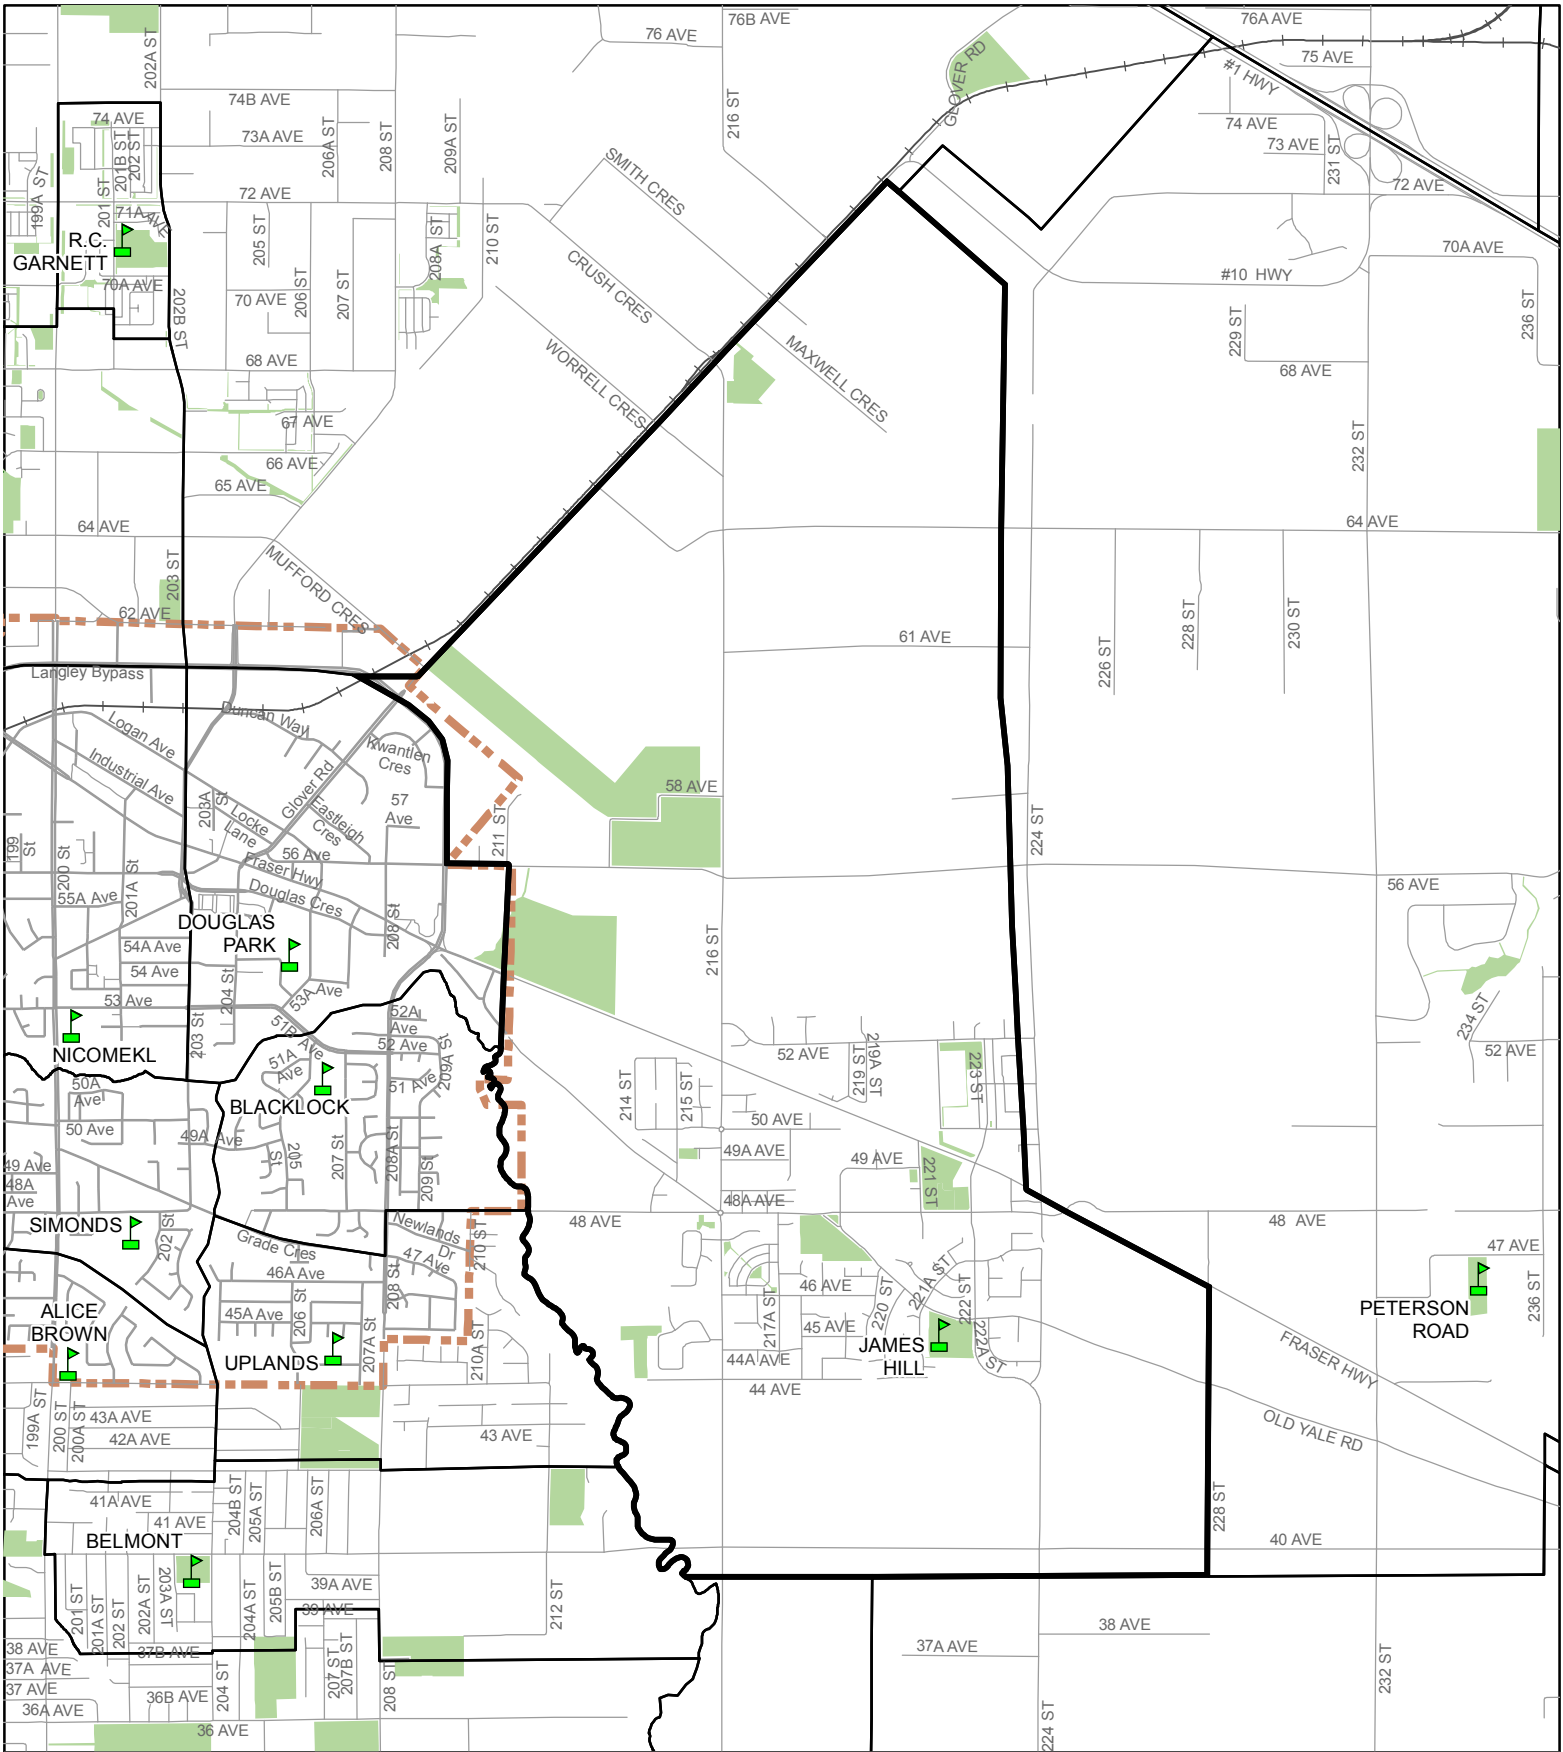 76B AVE
76A AVE
76 AVE
202A ST
GLOVER RD
75 AVE
#1 HWY
74B AVE
216 ST
74 AVE
74 AVE
73A AVE
201B ST
202 ST
206A ST
208 ST
209A ST
73 AVE
231 ST
SMITH CRES
199A ST
201 ST
72 AVE
72 AVE
71A AVE
R.C.
GARNETT
205 ST
208A ST
210 ST
70A AVE
CRUSH CRES
#10 HWY
70A AVE
70 AVE
206 ST
207 ST
202B ST
236 ST
229 ST
MAXWELL CRES
WORRELL CRES
68 AVE
68 AVE
67 AVE
232 ST
66 AVE
65 AVE
64 AVE
64 AVE
MUFFORD CRES
203 ST
62 AVE
61 AVE
226 ST
228 ST
230 ST
Langley Bypass
Duncan Way
Logan Ave
Kwantlen
Cres
Industrial Ave
Glover Rd
58 AVE
203A
St
Locke
Lane
Eastleigh
Cres
57
Ave
211 ST
224 ST
199
St
200 St
56 Ave
Fraser Hwy
201A St
Douglas Cres
56 AVE
55A Ave
DOUGLAS
PARK
208 St
216 ST
54A Ave
54 Ave
204 St
53A Ave
53 Ave
234 ST
NICOMEKL
203 St
51B Ave
52A
Ave
52 Ave
209A St
52 AVE
219 ST
219A ST
223 ST
52 AVE
51A
Ave
50A
Ave
51 Ave
214 ST
215 ST
BLACKLOCK
50 Ave
49A Ave
50 AVE
205
St
207 St
208A St
209 St
49A AVE
49 Ave
49 AVE
221 ST
48A
Ave
48A AVE
SIMONDS
202 St
Newlands
Dr
210 ST
48 AVE
48 AVE
Grade Cres
47 Ave
47 AVE
46A Ave
208 St
46 AVE
220 ST
221A ST
222 ST
PETERSON
ROAD
236 ST
ALICE
BROWN
45A Ave
206 St
217A ST
45 AVE
JAMES
HILL
222A ST
UPLANDS
207A St
210A ST
44A AVE
44 AVE
FRASER HWY
199A ST
200 ST
200A ST
43A AVE
42A AVE
43 AVE
OLD YALE RD
41A AVE
41 AVE
204B ST
205A ST
206A ST
228 ST
BELMONT
40 AVE
39A AVE
201 ST
201A ST
202 ST
202A ST
203A ST
204A ST
205B ST
39 AVE
212 ST
38 AVE
38 AVE
37B AVE
37A AVE
37A AVE
37 AVE
36B AVE
204 ST
207 ST
207B ST
208 ST
232 ST
36A AVE
36 AVE
224 ST